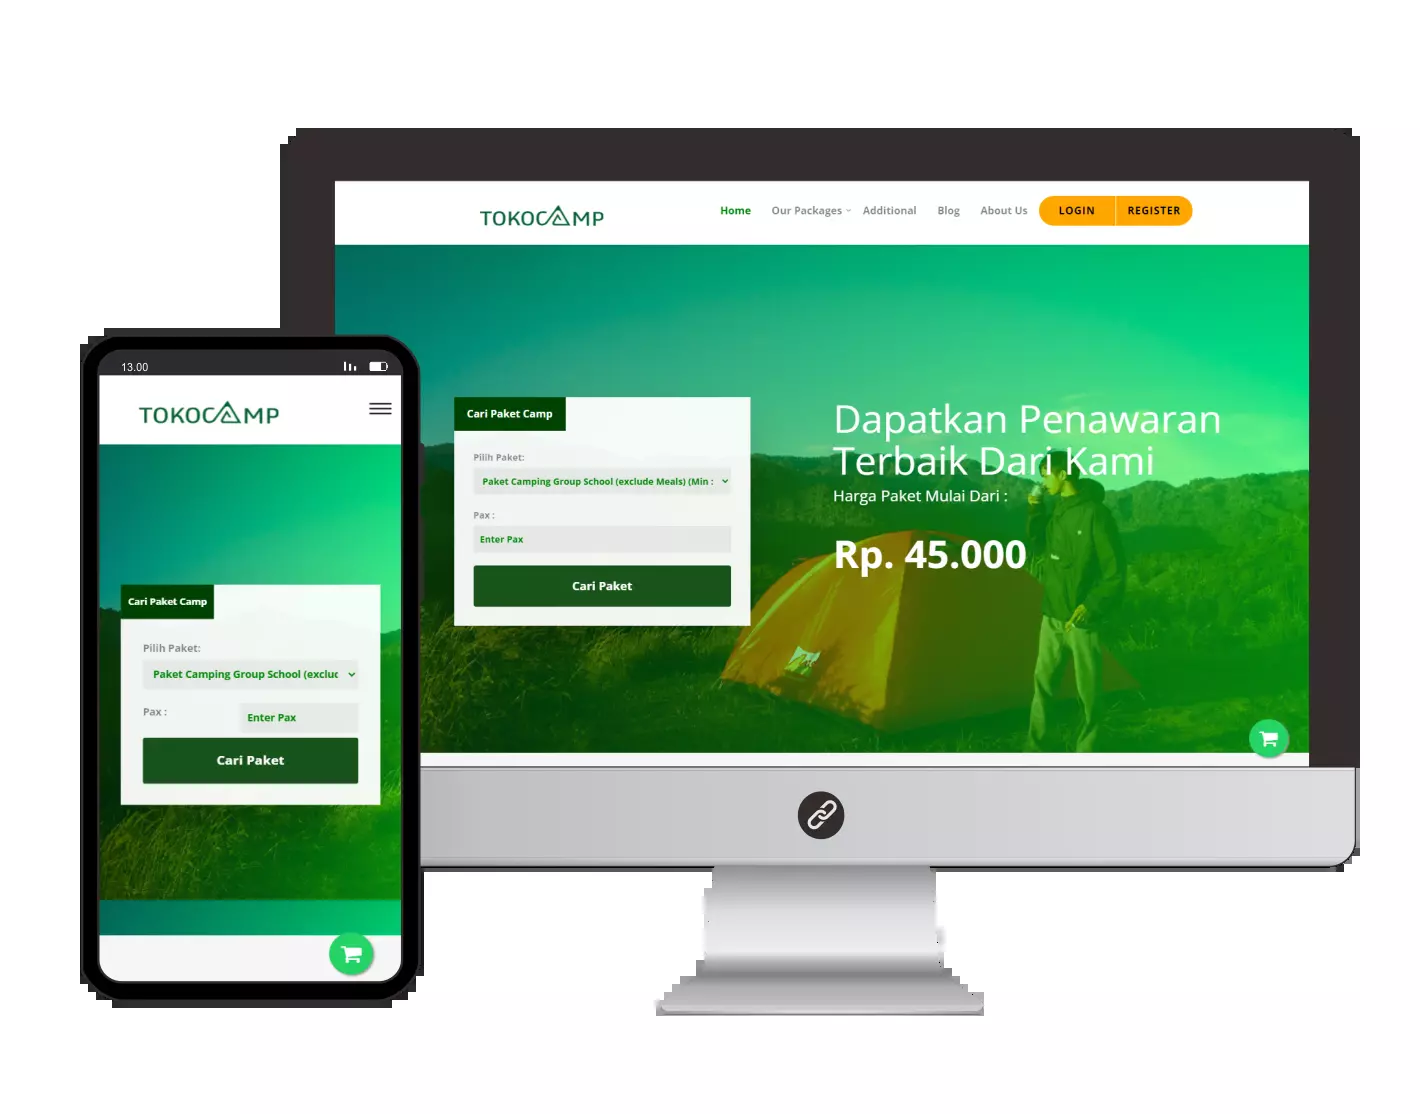 TOKOCAMP
Home Our Packages Additional Blog About Us LOGIN REGISTER
Cari Paket Camp
Pilih Paket:
Paket Camping Group School (exclude Meals) (Min :
Pax :
Enter Pax
Cari Paket
Dapatkan Penawaran
Terbaik Dari Kami
Harga Paket Mulai Dari :
Rp. 45.000
13.00
TOKOCAMP
Cari Paket Camp
Pilih Paket:
Paket Camping Group School (exclud
Pax :
Enter Pax
Cari Paket